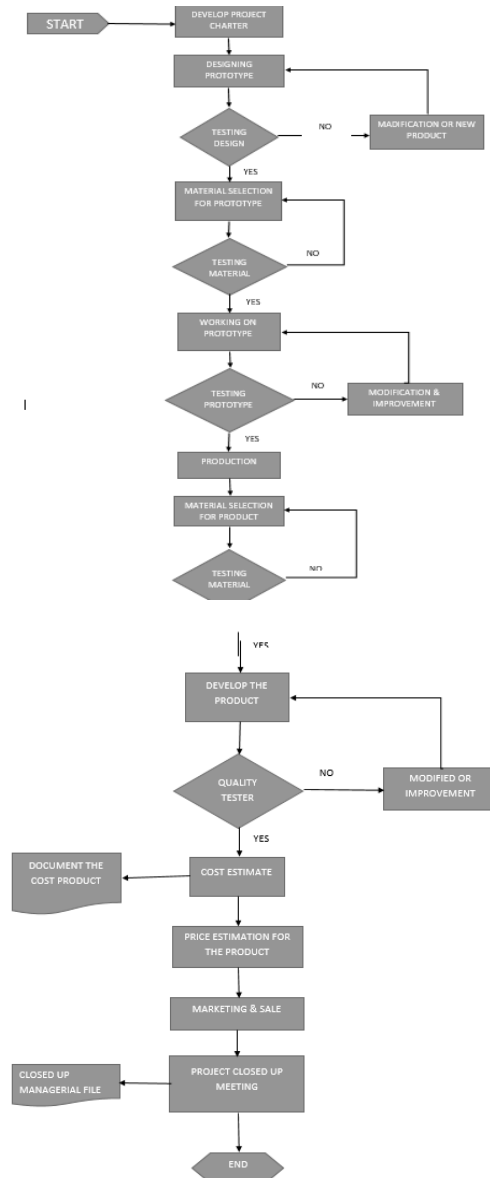 START
DEVELOP PROJECT
CHARTER
DESIGNING
PROTOTYPE
TESTING
DESIGN
NO
MADIFICATION OR NEW
PRODUCT
YES
MATERIAL SELECTION
FOR PROTOTYPE
TESTING
MATERIAL
NO
YES
WORKING ON
PROTOTYPE
TESTING
PROTOTYPE
NO
MODIFICATION &
IMPROVEMENT
YES
PRODUCTION
MATERIAL SELECTION
FOR PRODUCT
TESTING
MATERIAL
NO
YES
DEVELOP THE
PRODUCT
QUALITY
TESTER
NO
MODIFIED OR
IMPROVEMENT
YES
DOCUMENT THE
COST PRODUCT
COST ESTIMATE
PRICE ESTIMATION FOR
THE PRODUCT
MARKETING & SALE
CLOSED UP
MANAGERIAL FILE
PROJECT CLOSED UP
MEETING
END